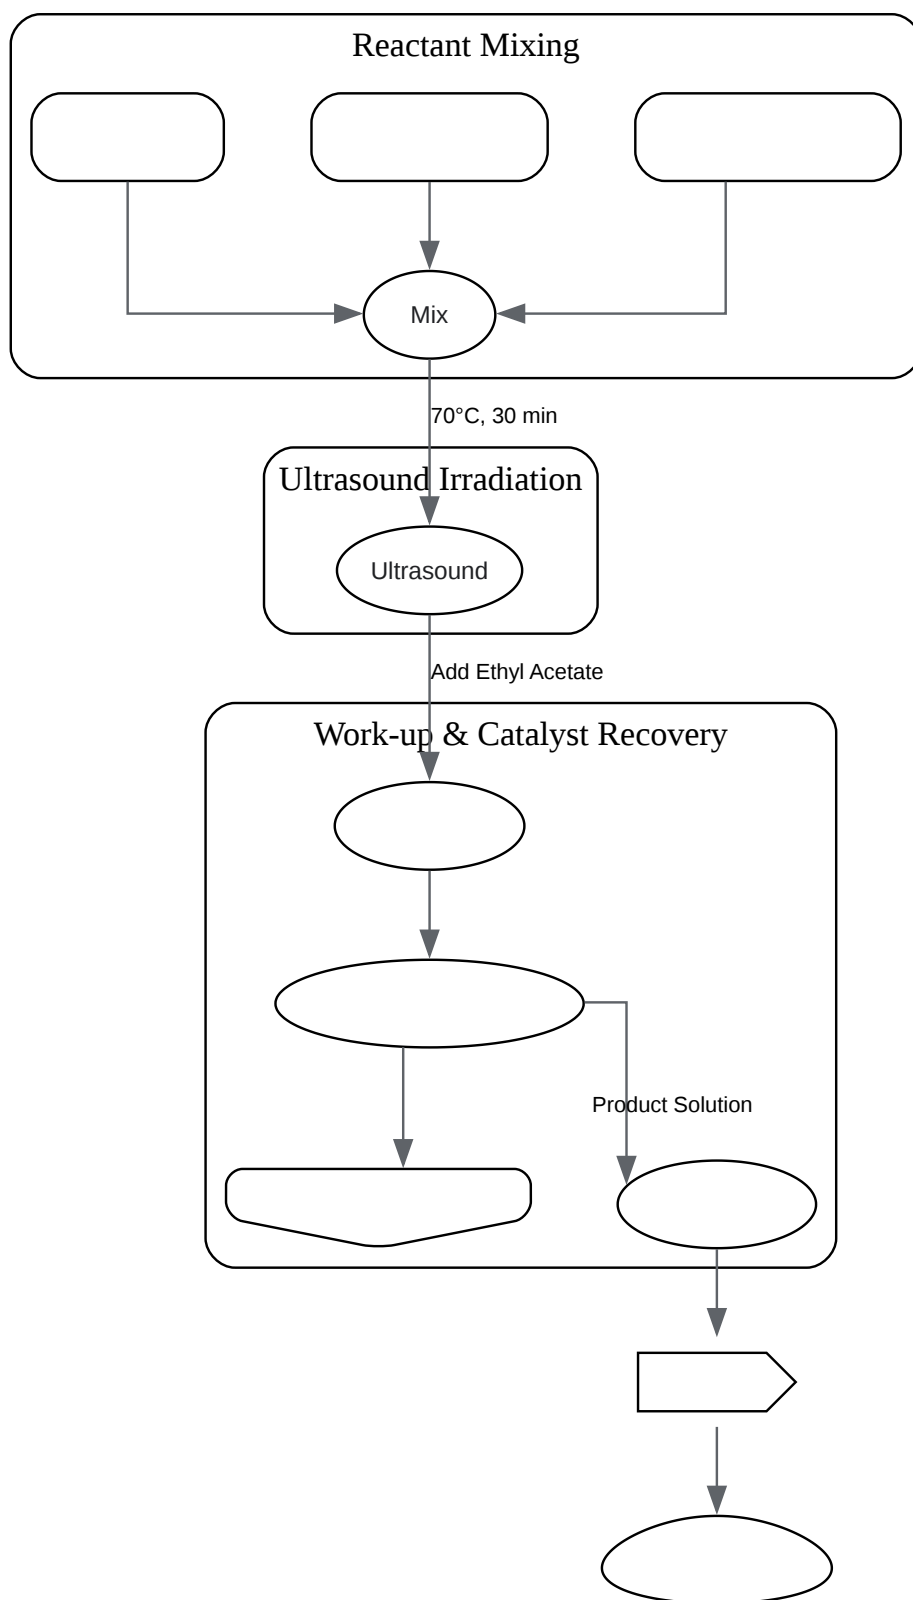 Reactant Mixing
Mix
70°C, 30 min
Ultrasound Irradiation
Ultrasound
Add Ethyl Acetate
Work-up & Catalyst Recovery
Product Solution